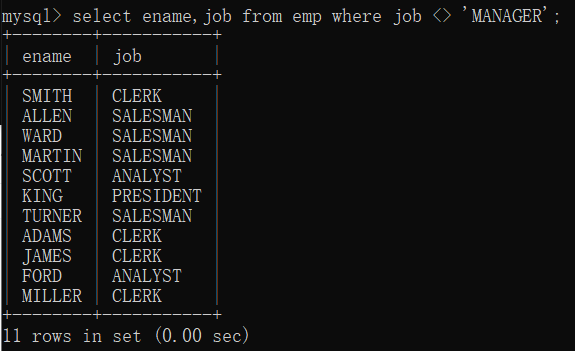 mysql> select ename,job from emp where job <> 'MANAGER';
+--------+-----------+
| ename  | job       |
+--------+-----------+
| SMITH  | CLERK     |
| ALLEN  | SALESMAN  |
| WARD   | SALESMAN  |
| MARTIN | SALESMAN  |
| SCOTT  | ANALYST   |
| KING   | PRESIDENT |
| TURNER | SALESMAN  |
| ADAMS  | CLERK     |
| JAMES  | CLERK     |
| FORD   | ANALYST   |
| MILLER | CLERK     |
+--------+-----------+
11 rows in set (0.00 sec)